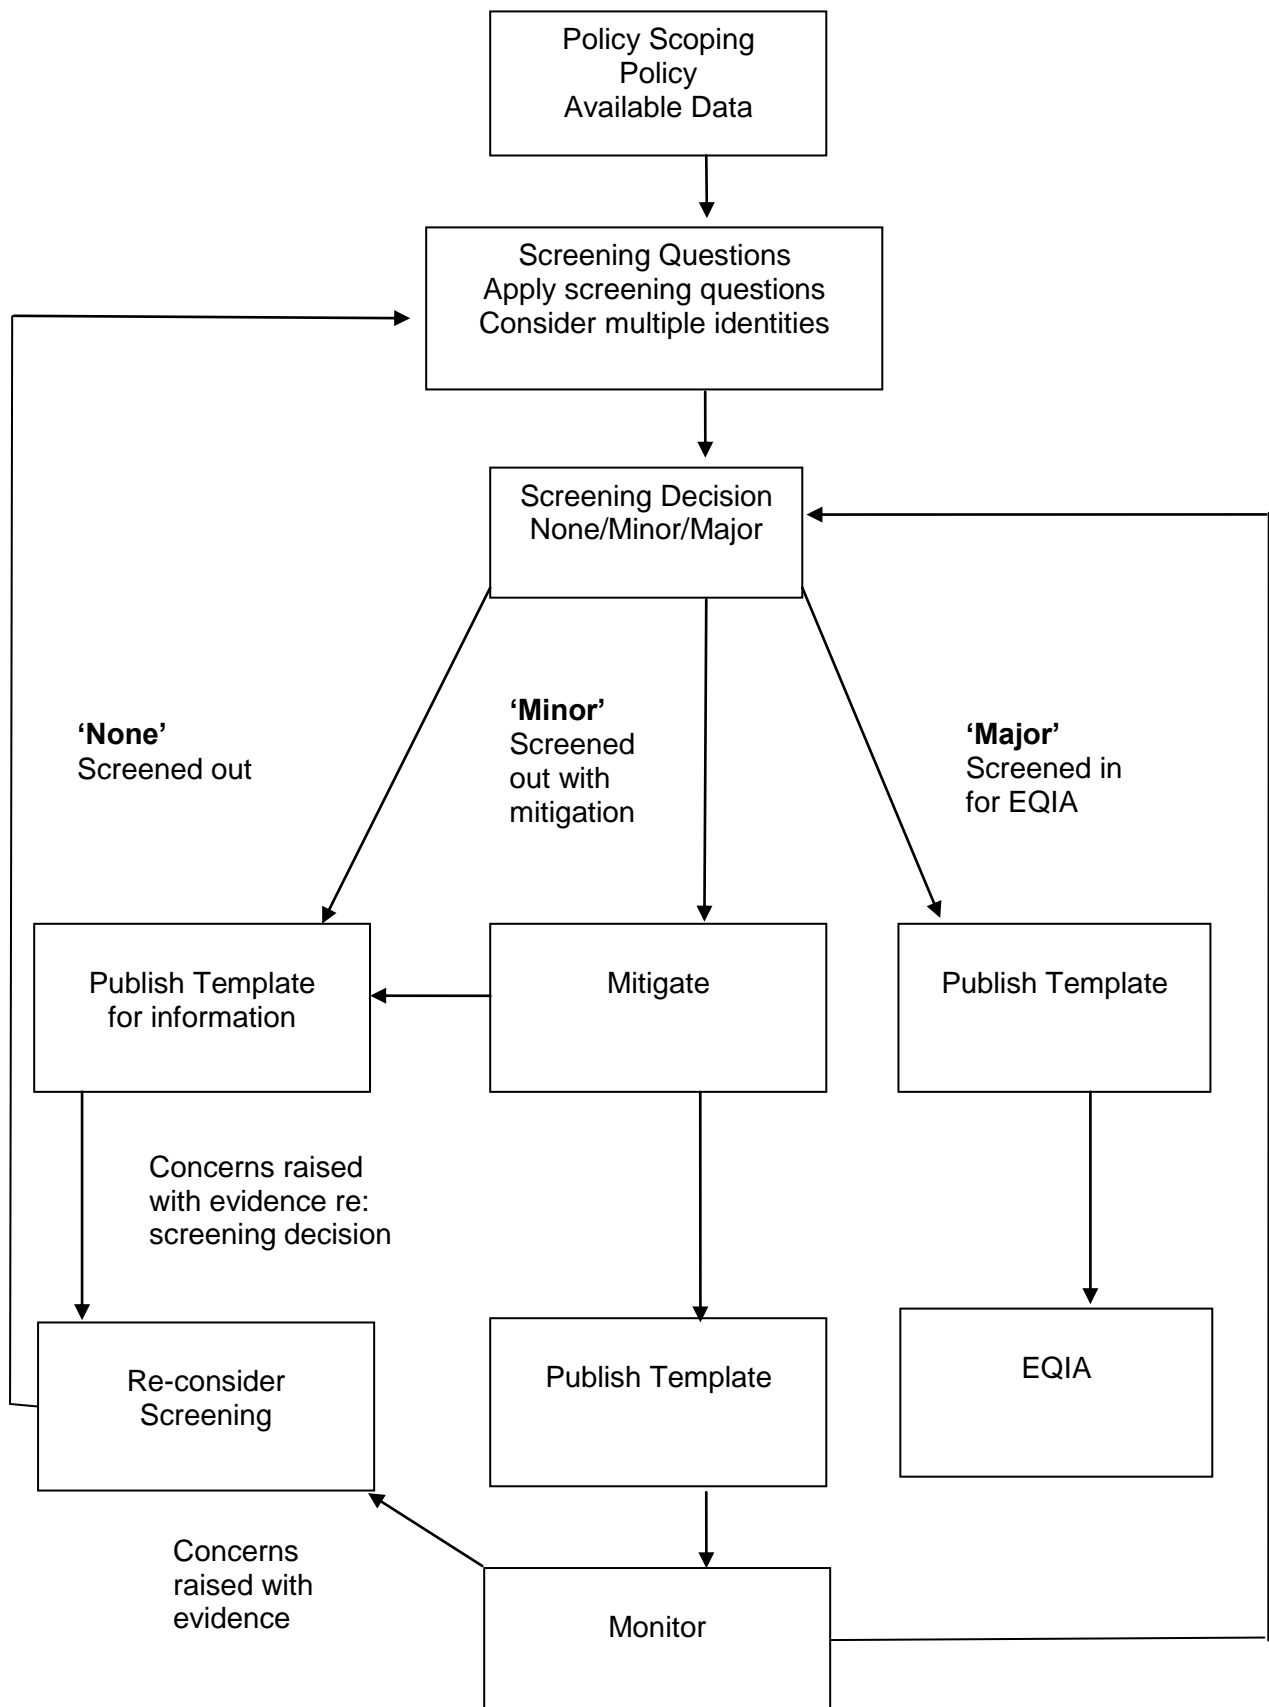 Policy Scoping
Policy
Available Data
Screening Questions
Apply screening questions
Consider multiple identities
Screening Decision
None/Minor/Major
‘None’
Screened out
‘Minor’
Screened
out with
mitigation
‘Major’
Screened in
for EQIA
Publish Template
for information
Mitigate
Publish Template
Concerns raised
with evidence re:
screening decision
Re-consider
Screening
Publish Template
EQIA
Concerns
raised with
evidence
Monitor